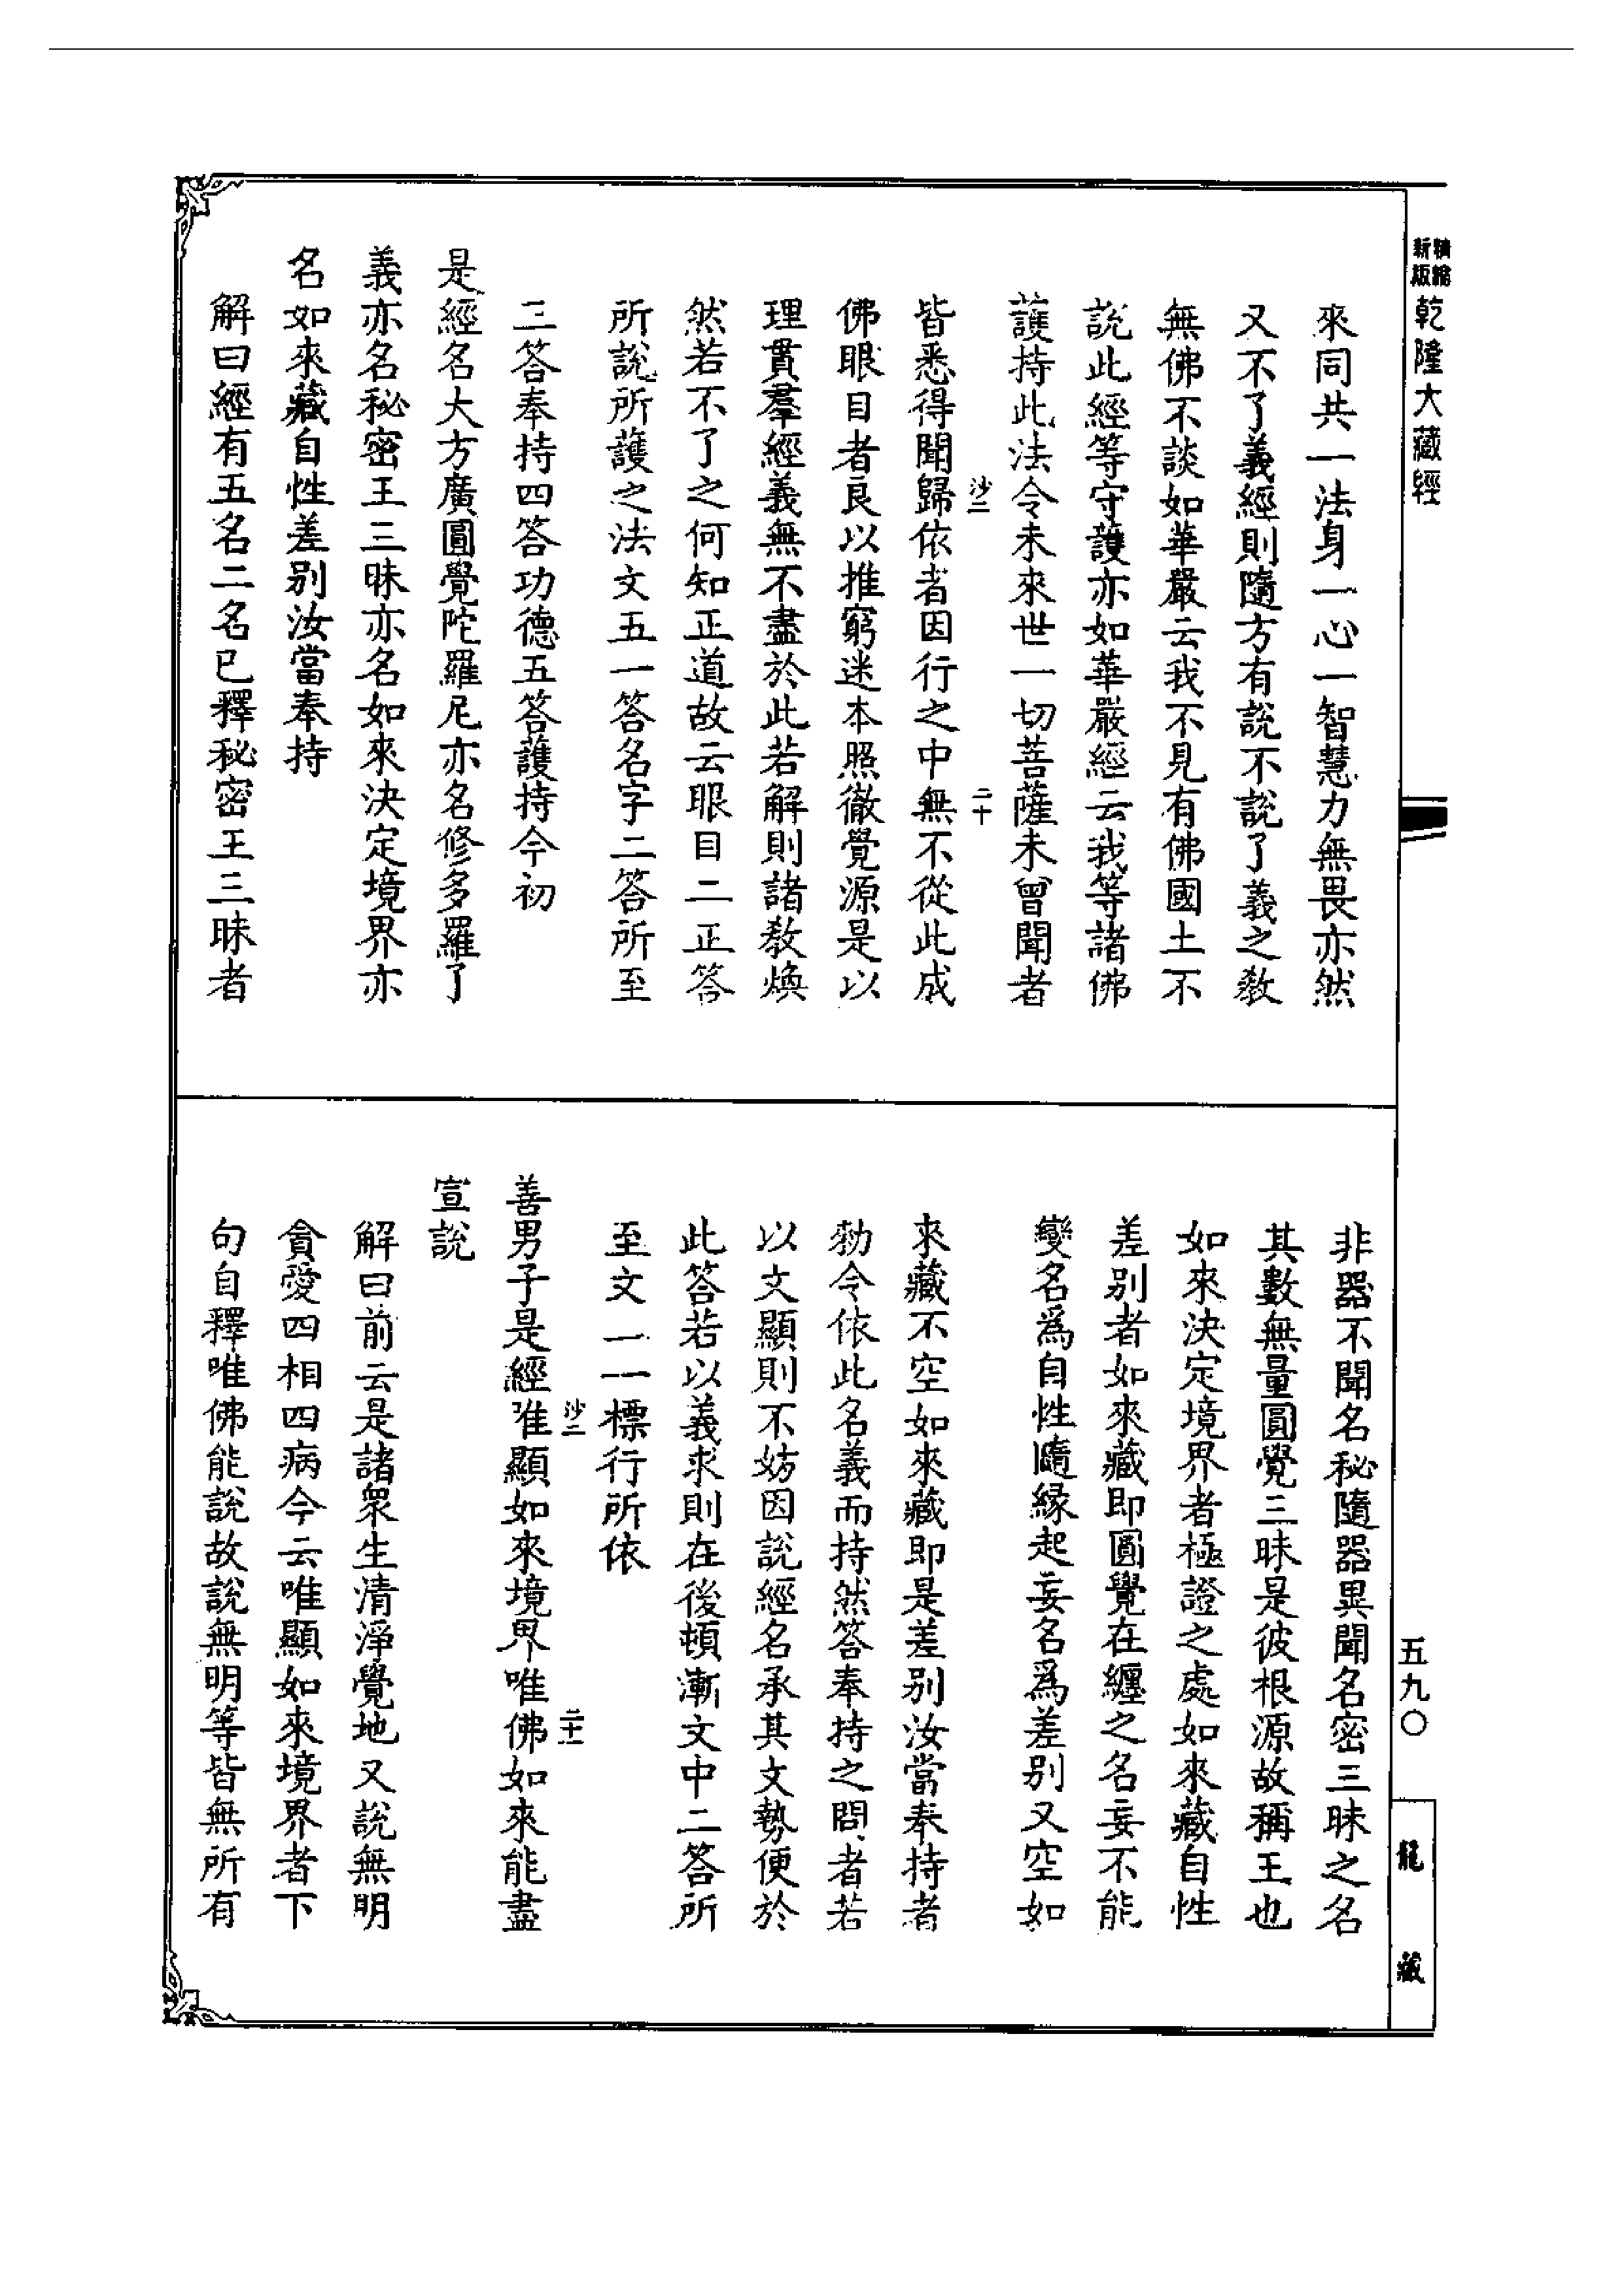 精縮
新版
乾隆大藏經
來同共一法身一心一智慧力無畏亦然
又不了義經則隨方有說不說了義之教
無佛不談如華嚴云我不見有佛國土不
說此經等守護亦如華嚴經云我等諸佛
護持此法令未來世一切菩薩未曾聞者
沙二 二十
皆悉得聞歸依者因行之中無不從此成
佛眼目者良以推窮迷本照徹覺源是以
理貫羣經義無不盡於此若解則諸教煥
然若不了之何知正道故云眼目二正答
所說所護之法文五一答名字二答所至
三答奉持四答功德五答護持今初
是經名大方廣圓覺陀羅尼亦名修多羅了
義亦名秘密王三昧亦名如來決定境界亦
名如來藏自性差別汝當奉持
解曰經有五名二名已釋秘密王三昧者
非器不聞名秘隨器異聞名密三昧之名
其數無量圓覺三昧是彼根源故稱王也
如來決定境界者極證之處如來藏自性
差別者如來藏即圓覺在纏之名妄不能
變名爲自性隨緣起妄名爲差別又空如
來藏不空如來藏即是差別汝當奉持者
勑令依此名義而持然答奉持之問者若
以文顯則不妨因說經名承其文勢便於
此答若以義求則在後頓漸文中二答所
至文一一標行所依
沙二 二十一
善男子是經唯顯如來境界唯佛如來能盡
宣說
解曰前云是諸衆生清淨覺地又說無明
貪愛四相四病今云唯顯如來境界者下
句自釋唯佛能說故說無明等皆無所有
五九〇
龍藏